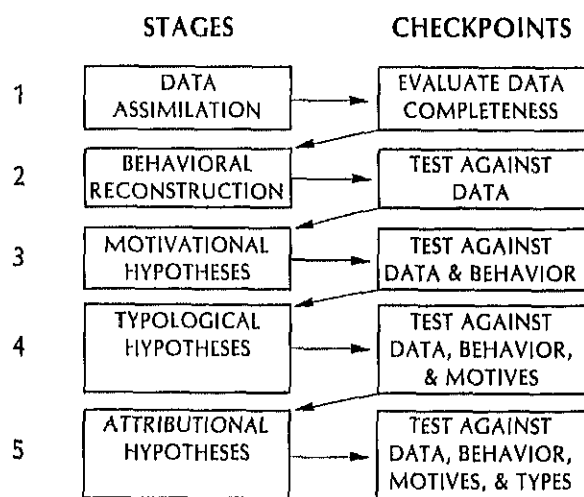 STAGES CHECKPOINTS
1 DATA ASSIMILATION EVALUATE DATA COMPLETENESS
2 BEHAVIORAL RECONSTRUCTION TEST AGAINST DATA
3 MOTIVATIONAL HYPOTHESES TEST AGAINST DATA & BEHAVIOR
4 TYPOLOGICAL HYPOTHESES TEST AGAINST DATA, BEHAVIOR, & MOTIVES
5 ATTRIBUTIONAL HYPOTHESES TEST AGAINST DATA, BEHAVIOR, MOTIVES, & TYPES